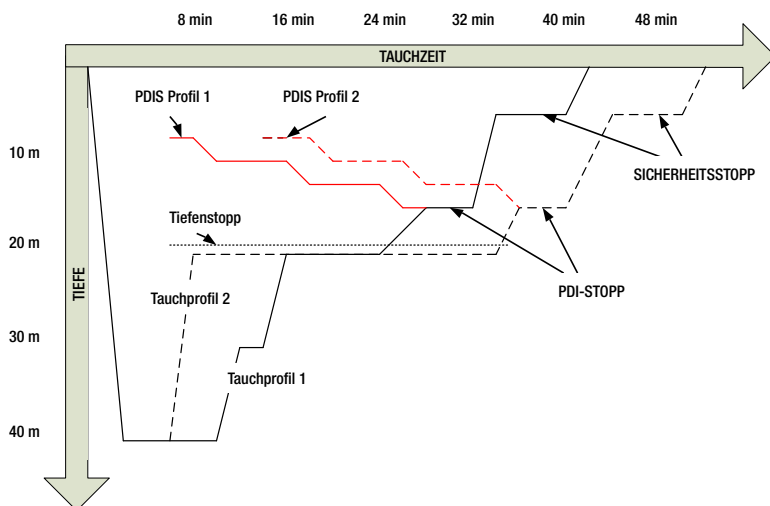 8 min
16 min
24 min
32 min
40 min
48 min
TAUCHZEIT
PDIS Profil 1
PDIS Profil 2
10 m
SICHERHEITSSTOPP
Tiefenstopp
20 m
TIEFE
Tauchprofil 2
PDI-STOPP
30 m
Tauchprofil 1
40 m